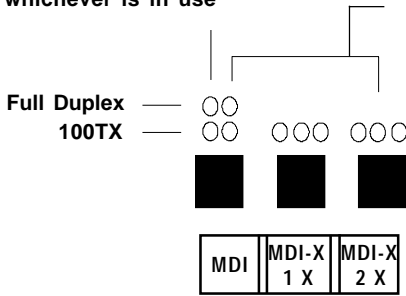 whichever is in use
Full Duplex
100TX
MDI
MDI-X
1 X
MDI-X
2 X